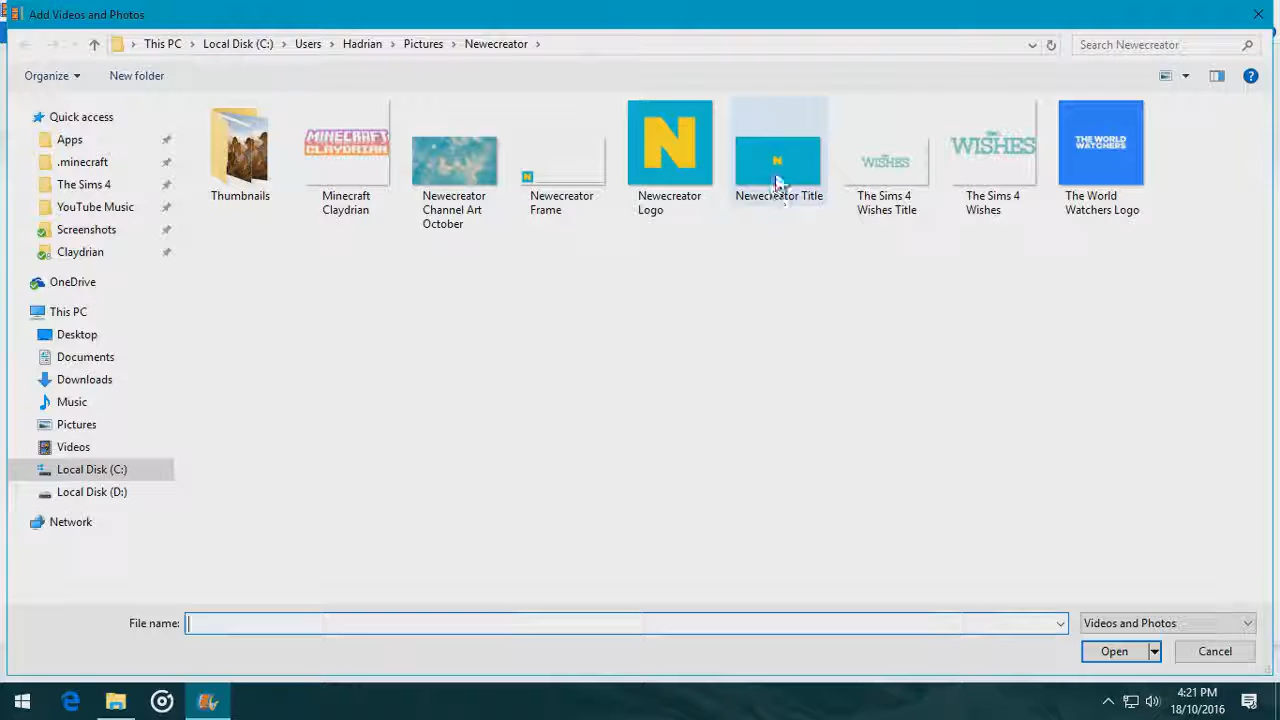 Add Videos and Photos
This PC
Local Disk (C:)
Users
Hadrian
Pictures
Newecreator
Search Newecreator
Organize
New folder
Quick access
Apps
.minecraft
The Sims 4
YouTube Music
Screenshots
Claydrian
OneDrive
This PC
Desktop
Documents
Downloads
Music
Pictures
Videos
Local Disk (C:)
Local Disk (D:)
Network
Thumbnails
MINECRAFT
CLAYDRIAN
Minecraft
Claydrian
Newecreator
Channel Art
October
N
Newecreator
Frame
N
Newecreator
Logo
N
Newecreator Title
THE
WISHES
The Sims 4
Wishes Title
THE
WISHES
The Sims 4
Wishes
THE WORLD
WATCHERS
The World
Watchers Logo
File name:
Videos and Photos
Open
Cancel
4:21 PM
18/10/2016